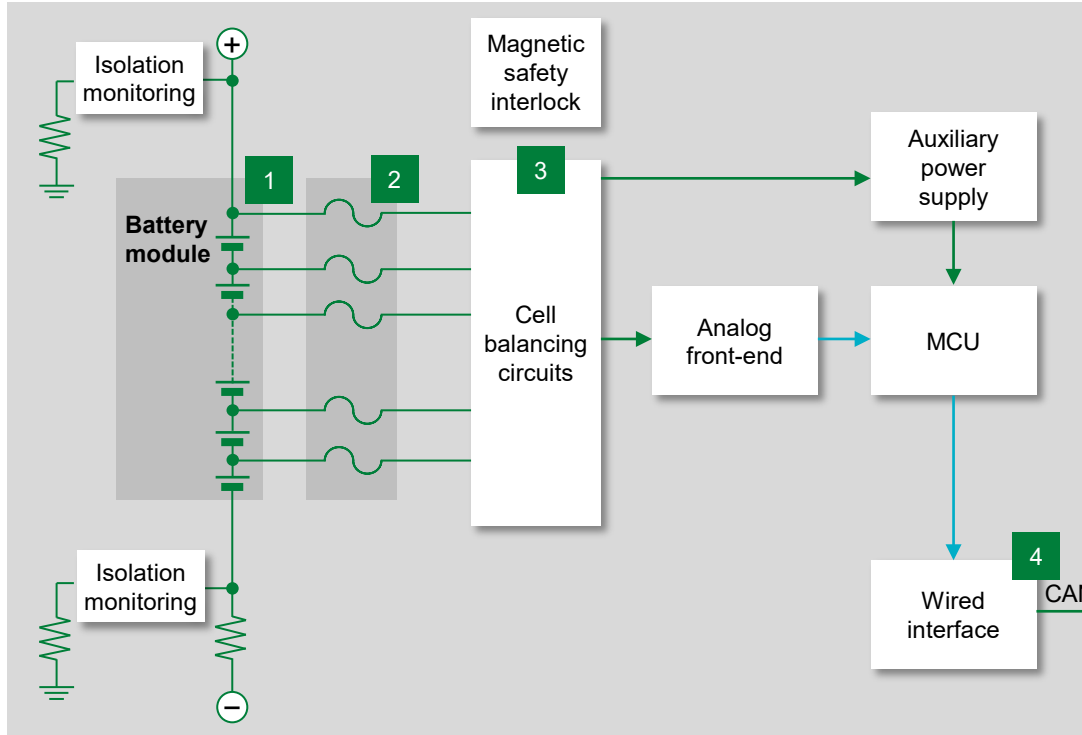 +
Isolation
monitoring
Magnetic
safety
interlock
Auxiliary
power
supply
1
2
3
Battery
module
Cell
balancing
circuits
Analog
front-end
MCU
Isolation
monitoring
4
Wired
interface
CAN
−